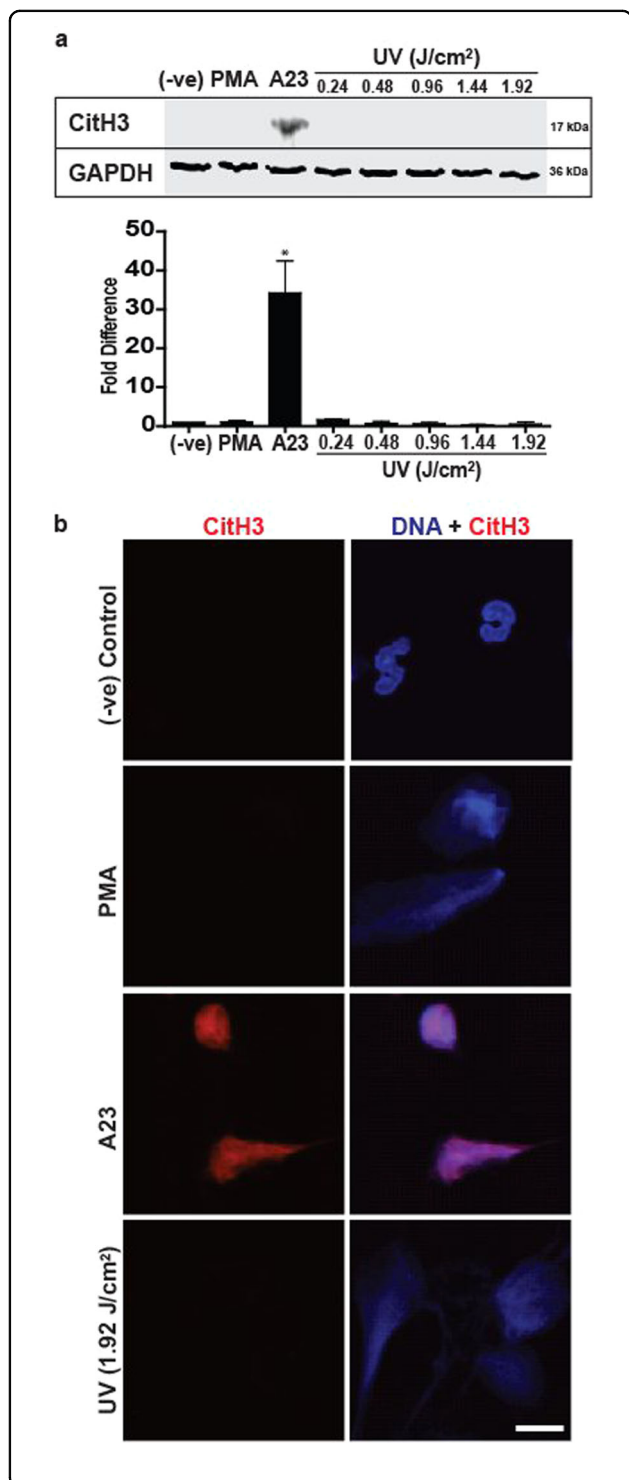 a
UV (J/cm²)
(-ve) PMA A23 0.24 0.48 0.96 1.44 1.92
CitH3 17 kDa
GAPDH 36 kDa
50
40
30
20
10
0
Fold Difference
*
(-ve) PMA A23 0.24 0.48 0.96 1.44 1.92
UV (J/cm²)
b
CitH3 DNA + CitH3
(-ve) Control
PMA
A23
UV (1.92 J/cm²)